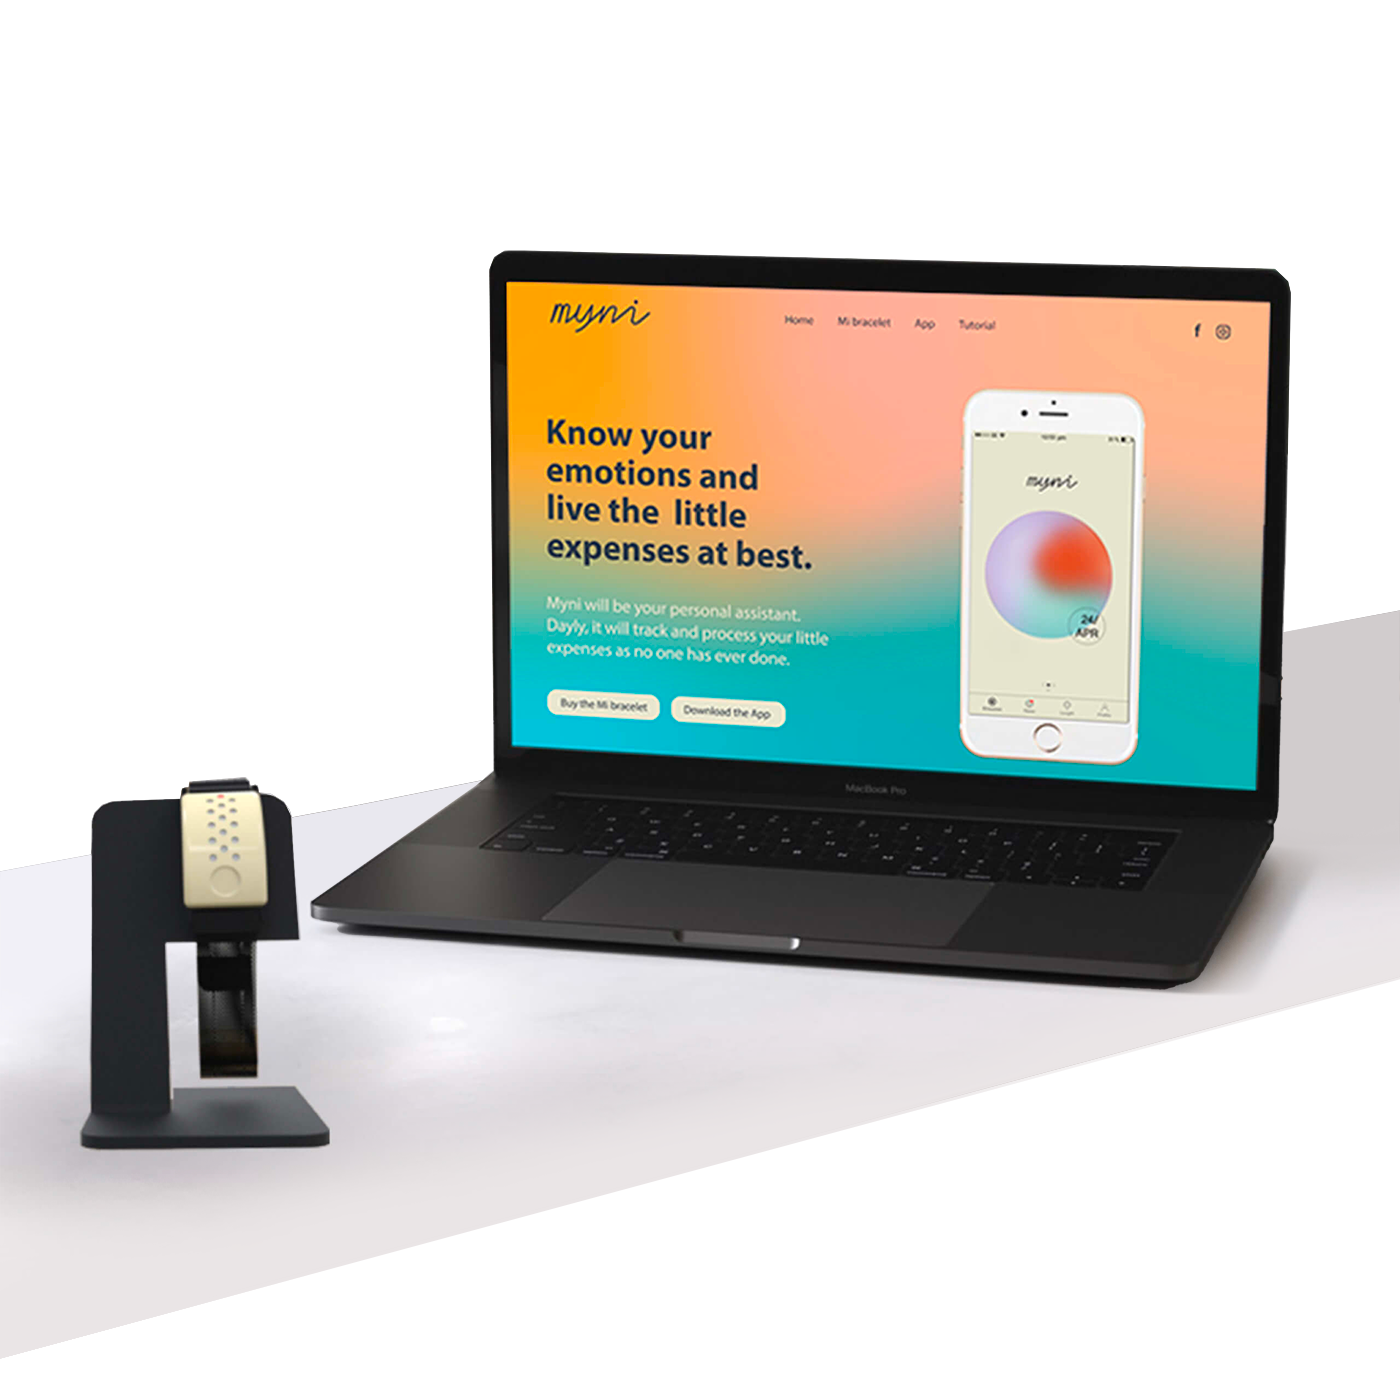 myni
Home Mi bracelet App Tutorial
f
Know your
emotions and
live the little
expenses at best.
Myni will be your personal assistant.
Dayly, it will track and process your little
expenses as no one has ever done.
Buy the Mi bracelet
Download the App
myni
24/
APR
MacBook Pro